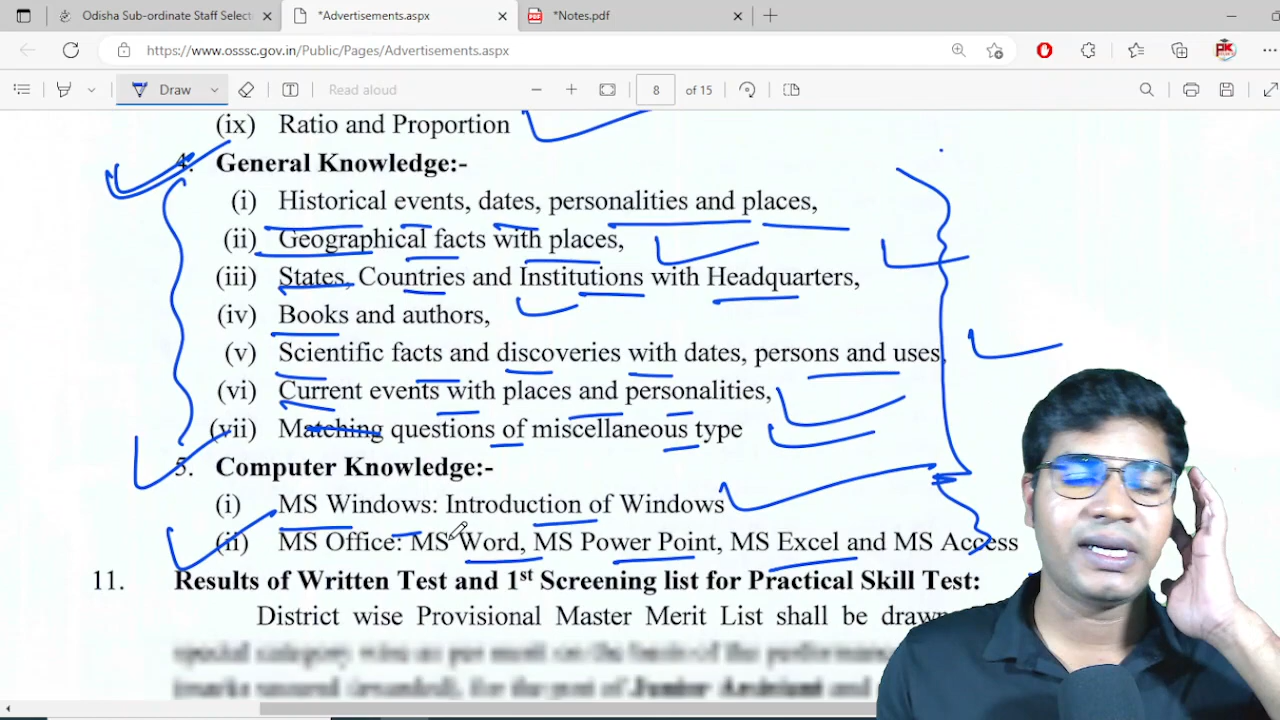 Odisha Sub-ordinate Staff Select
*Advertisements.aspx
*Notes.pdf
https://www.osssc.gov.in/Public/Pages/Advertisements.aspx
Draw
Read aloud
8 of 15
(ix) Ratio and Proportion
4. General Knowledge:-
(i) Historical events, dates, personalities and places,
(ii) Geographical facts with places,
(iii) States, Countries and Institutions with Headquarters,
(iv) Books and authors,
(v) Scientific facts and discoveries with dates, persons and uses,
(vi) Current events with places and personalities,
(vii) Matching questions of miscellaneous type
5. Computer Knowledge:-
(i) MS Windows: Introduction of Windows
(ii) MS Office: MS Word, MS Power Point, MS Excel and MS Access
11. Results of Written Test and 1st Screening list for Practical Skill Test:
District wise Provisional Master Merit List shall be drawn